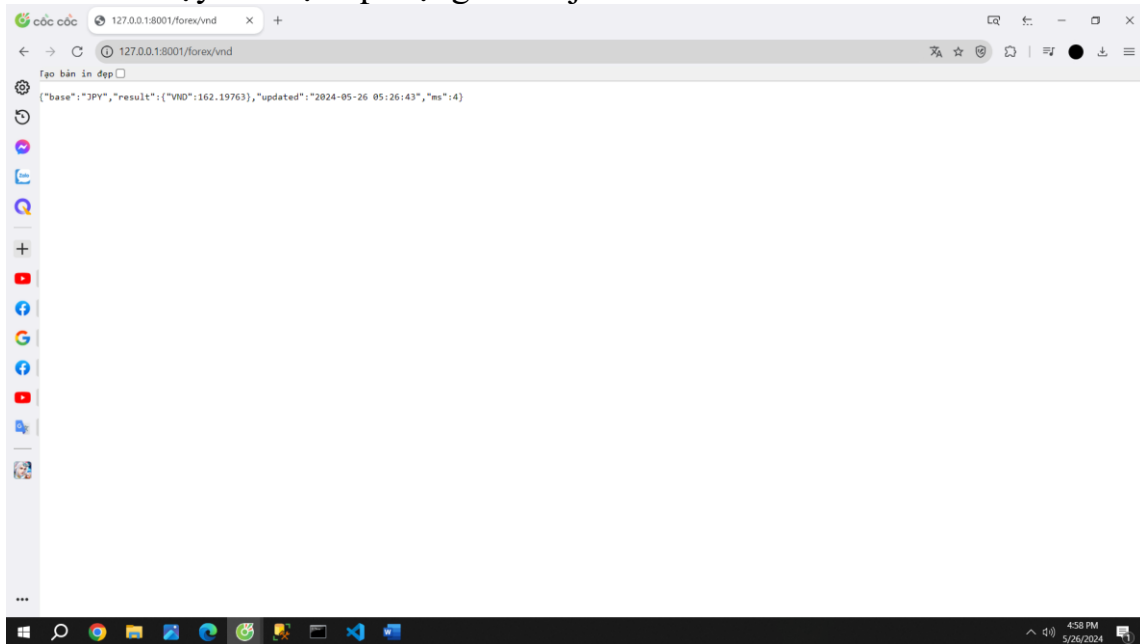 cốc cốc
127.0.0.1:8001/forex/vnd
127.0.0.1:8001/forex/vnd
Tạo bản in đẹp
{"base":"JPY","result":{"VND":162.19763},"updated":"2024-05-26 05:26:43","ms":4}
Zalo
4:58 PM
5/26/2024